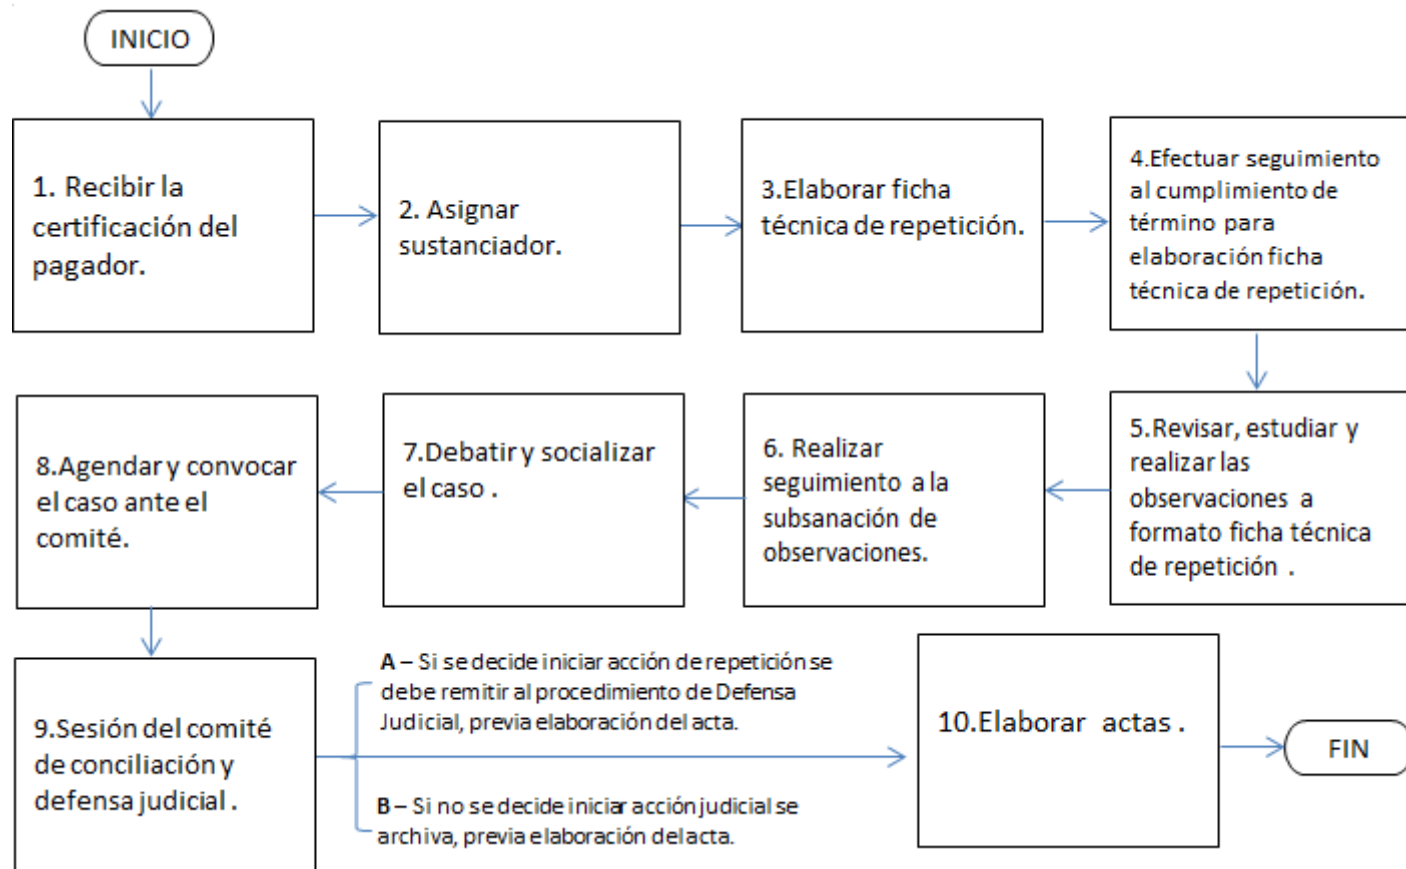 INICIO
1. Recibir la
certificación del
pagador.
2. Asignar
sustanciador.
3.Elaborar ficha
técnica de repetición.
4.Efectuar seguimiento
al cumplimiento de
término para
elaboración ficha
técnica de repetición.
5.Revisar, estudiar y
realizar las
observaciones a
formato ficha técnica
de repetición .
6. Realizar
seguimiento a la
subsanación de
observaciones.
7.Debatir y socializar
el caso .
8.Agendar y convocar
el caso ante el
comité.
9.Sesión del comité
de conciliación y
defensa judicial .
A – Si se decide iniciar acción de repetición se
debe remitir al procedimiento de Defensa
Judicial, previa elaboración del acta.
B – Si no se decide iniciar acción judicial se
archiva, previa elaboración del acta.
10.Elaborar actas .
FIN